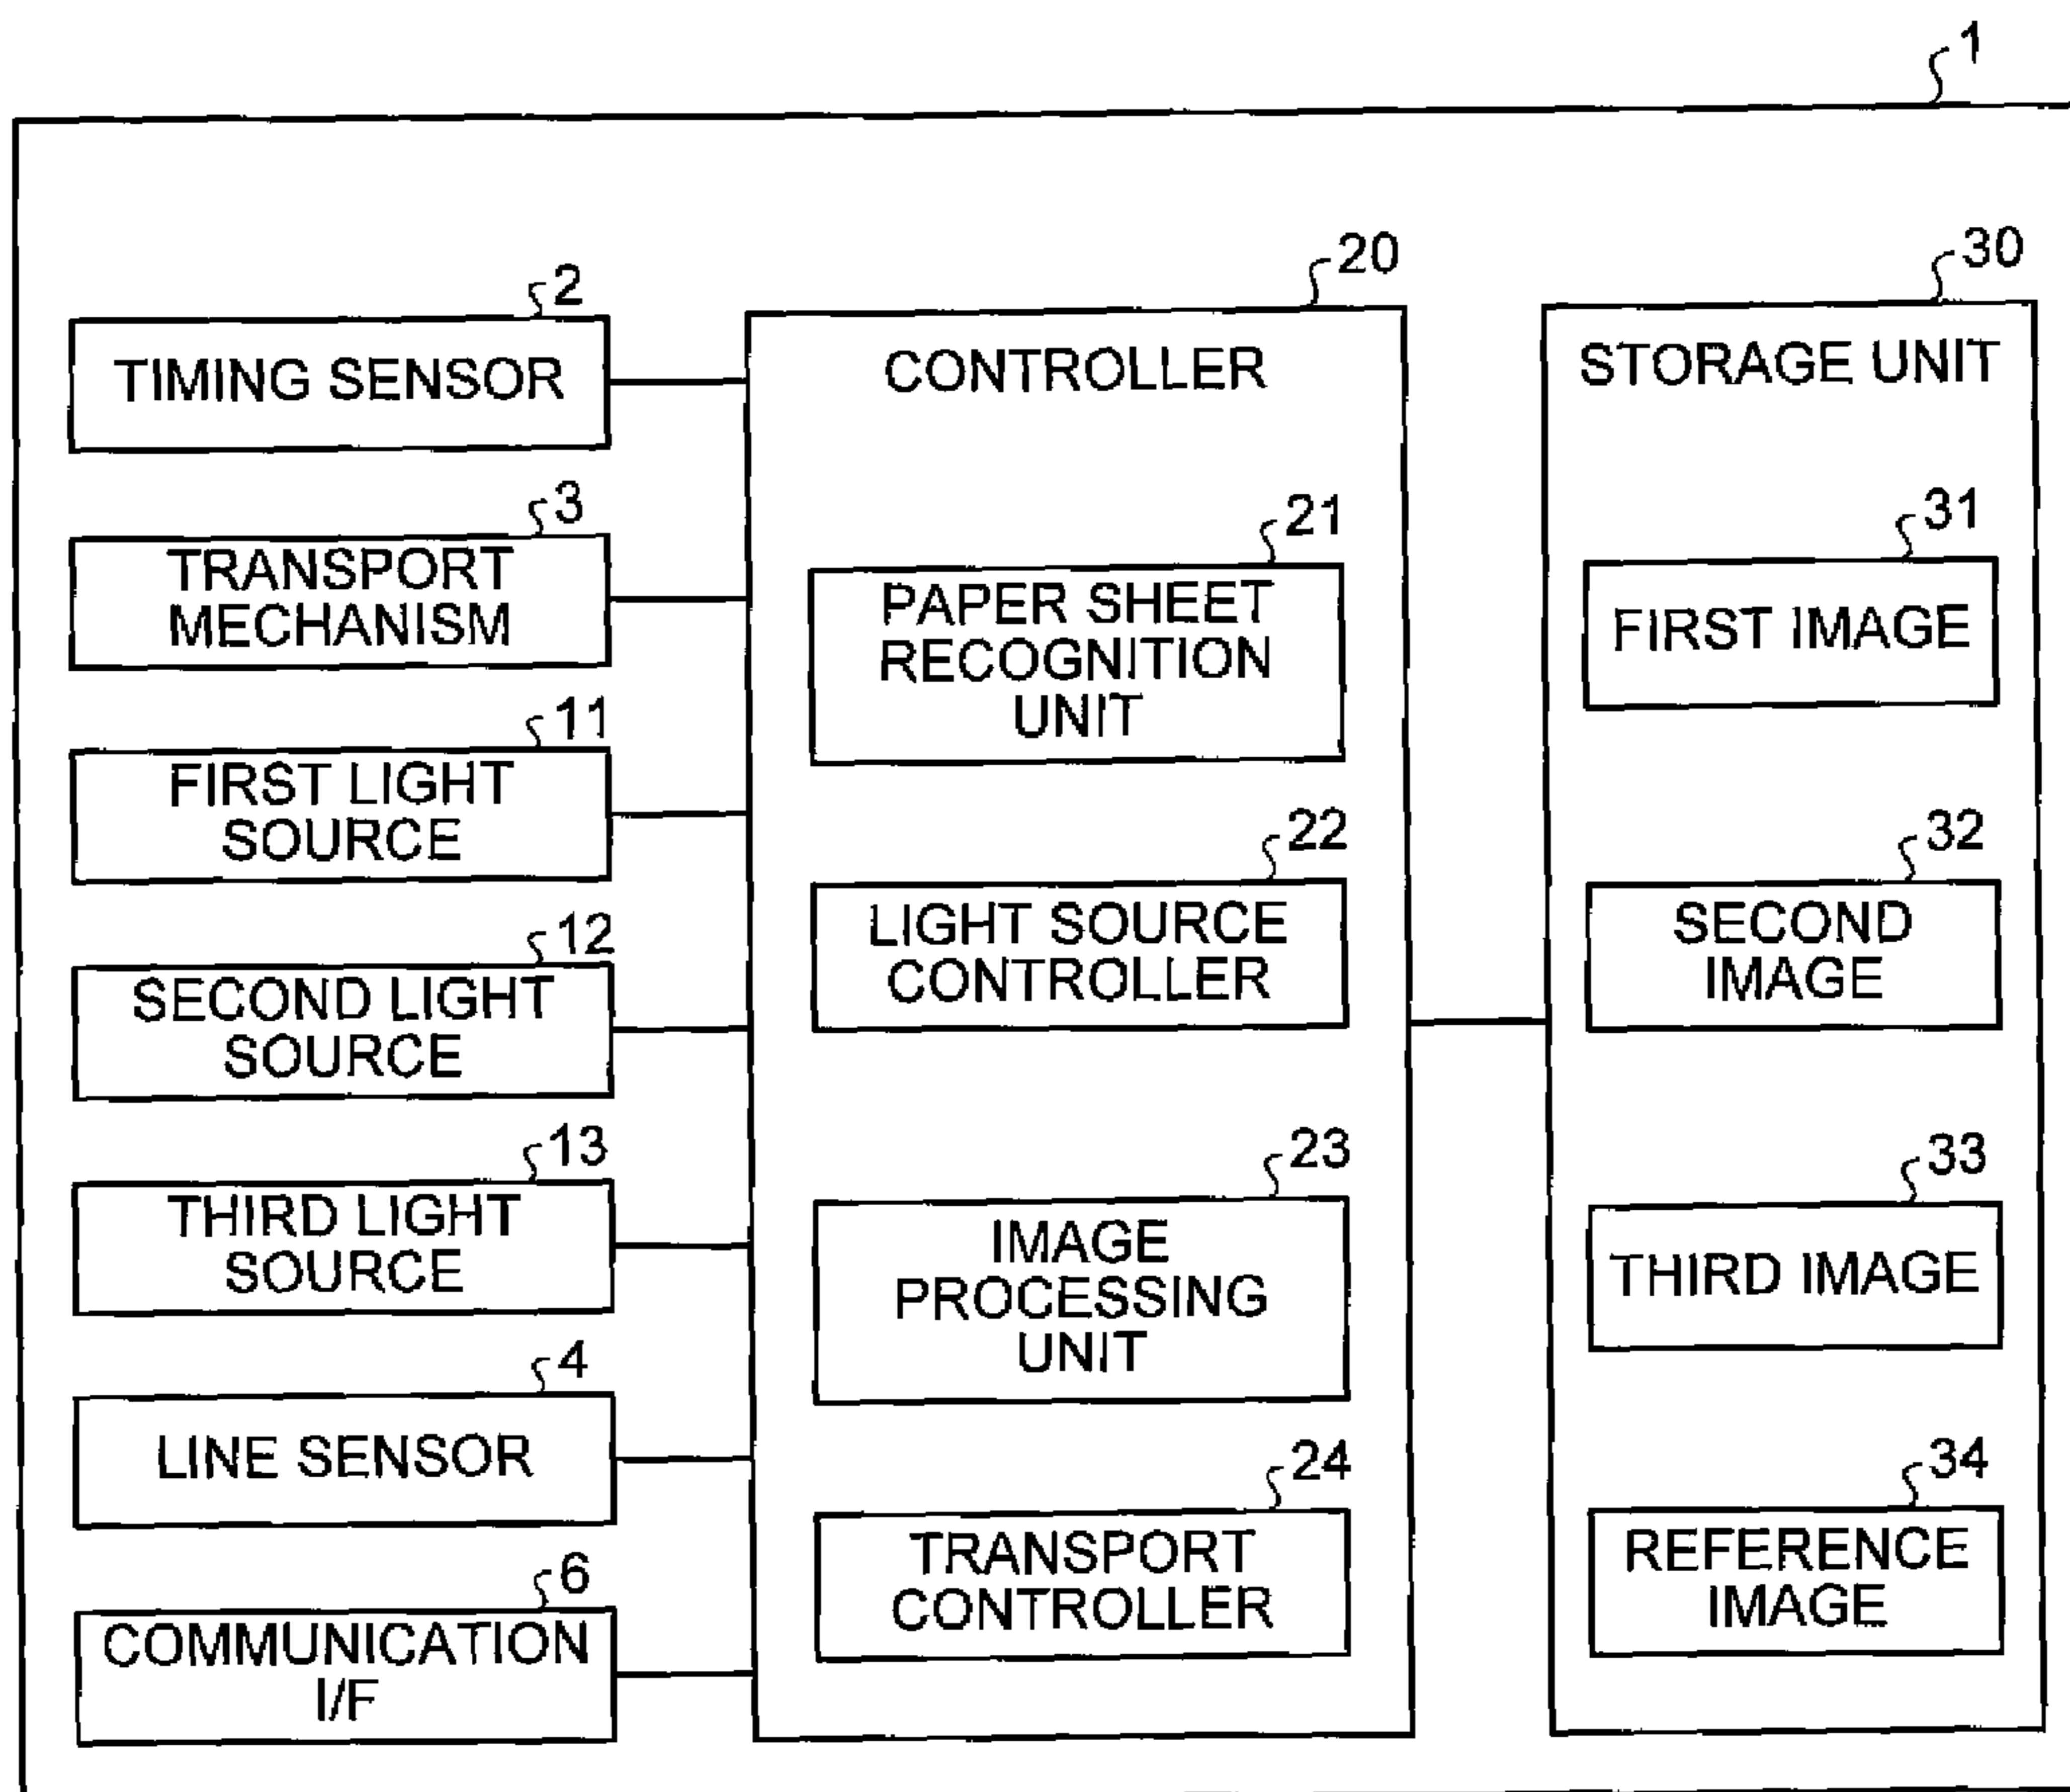 1
2
TIMING SENSOR
3
TRANSPORT
MECHANISM
11
FIRST LIGHT
SOURCE
12
SECOND LIGHT
SOURCE
13
THIRD LIGHT
SOURCE
4
LINE SENSOR
6
COMMUNICATION
I/F
20
CONTROLLER
21
PAPER SHEET
RECOGNITION
UNIT
22
LIGHT SOURCE
CONTROLLER
23
IMAGE
PROCESSING
UNIT
24
TRANSPORT
CONTROLLER
30
STORAGE UNIT
31
FIRST IMAGE
32
SECOND
IMAGE
33
THIRD IMAGE
34
REFERENCE
IMAGE